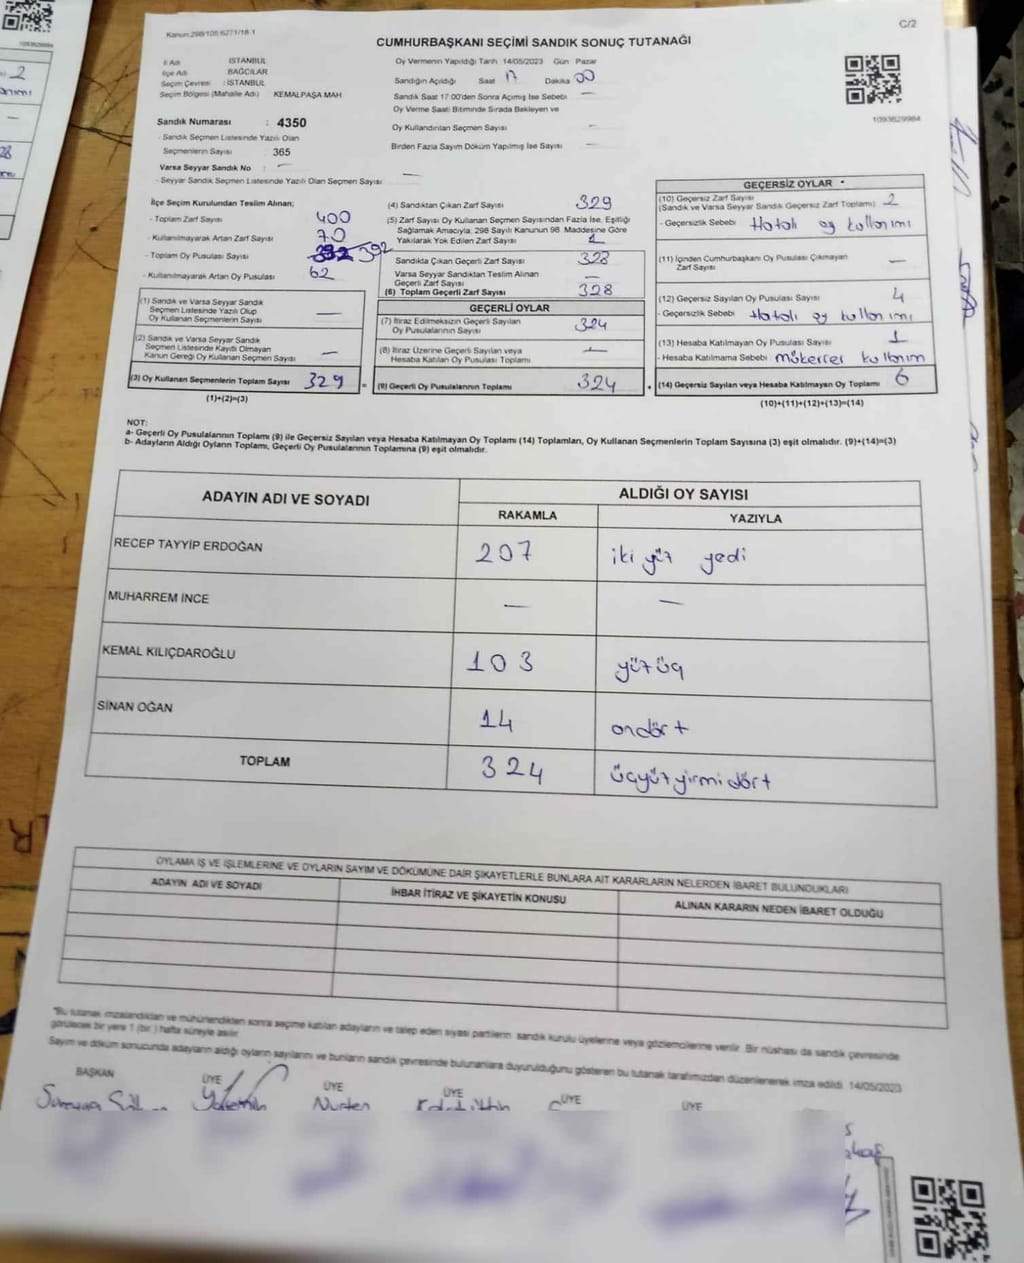 Kanun:298/105,6271/18-1
C/2
CUMHURBAŞKANI SEÇİMİ SANDIK SONUÇ TUTANAĞI
İl Adı : İSTANBUL
İlçe Adı : BAĞCILAR
Seçim Çevresi : İSTANBUL
Seçim Bölgesi (Mahalle Adı) KEMALPAŞA MAH.
Sandık Numarası : 4350
- Sandık Seçmen Listesinde Yazılı Olan
Seçmenlerin Sayısı : 365
Varsa Seyyar Sandık No : —
- Seyyar Sandık Seçmen Listesinde Yazılı Olan Seçmen Sayısı : —
Oy Vermenin Yapıldığı Tarih 14/05/2023 Gün Pazar
Sandığın Açıldığı Saat 17 Dakika 00
Sandık Saat 17:00'den Sonra Açımış İse Sebebi —
Oy Verme Saati Bitiminde Sırada Bekleyen ve
Oy Kullandırılan Seçmen Sayısı —
Birden Fazla Sayım Döküm Yapılmış İse Sayısı —
1093629984
İlçe Seçim Kurulundan Teslim Alınan;
- Toplam Zarf Sayısı 400
- Kullanılmayarak Artan Zarf Sayısı 70
- Toplam Oy Pusulası Sayısı 392
- Kullanılmayarak Artan Oy Pusulası 62
(1) Sandık ve Varsa Seyyar Sandık
Seçmen Listesinde Yazılı Olup
Oy Kullanan Seçmenlerin Sayısı —
(2) Sandık ve Varsa Seyyar Sandık
Seçmen Listesinde Kayıtlı Olmayan
Kanun Gereği Oy Kullanan Seçmen Sayısı —
(3) Oy Kullanan Seçmenlerin Toplam Sayısı 329
(1)+(2)=(3)
(4) Sandıktan Çıkan Zarf Sayısı 329
(5) Zarf Sayısı Oy Kullanan Seçmen Sayısından Fazla İse, Eşitliği
Sağlamak Amacıyla; 298 Sayılı Kanunun 98. Maddesine Göre
Yakılarak Yok Edilen Zarf Sayısı 1
Sandıkta Çıkan Geçerli Zarf Sayısı 328
Varsa Seyyar Sandıktan Teslim Alınan
Geçerli Zarf Sayısı —
(6) Toplam Geçerli Zarf Sayısı 328
GEÇERLİ OYLAR
(7) İtiraz Edilmeksizin Geçerli Sayılan
Oy Pusulalarının Sayısı 324
(8) İtiraz Üzerine Geçerli Sayılan veya
Hesaba Katılan Oy Pusulası Toplamı —
= (9) Geçerli Oy Pusulalarının Toplamı 324
GEÇERSİZ OYLAR
(10) Geçersiz Zarf Sayısı
(Sandık ve Varsa Seyyar Sandık Geçersiz Zarf Toplamı) 2
- Geçersizlik Sebebi Hatalı oy kullanımı
(11) İçinden Cumhurbaşkanı Oy Pusulası Çıkmayan
Zarf Sayısı —
(12) Geçersiz Sayılan Oy Pusulası Sayısı 4
- Geçersizlik Sebebi Hatalı oy kullanımı
(13) Hesaba Katılmayan Oy Sayısı 1
- Hesaba Katılmama Sebebi mükerrer kullanım
+ (14) Geçersiz Sayılan veya Hesaba Katılmayan Oy Toplamı 6
(10)+(11)+(12)+(13)=(14)
NOT:
a- Geçerli Oy Pusulalarının Toplamı (9) ile Geçersiz Sayılan veya Hesaba Katılmayan Oy Toplamı (14) Toplamları, Oy Kullanan Seçmenlerin Toplam Sayısına (3) eşit olmalıdır. (9)+(14)=(3)
b- Adayların Aldığı Oyların Toplamı, Geçerli Oy Pusulalarının Toplamına (9) eşit olmalıdır.
ADAYIN ADI VE SOYADI
ALDIĞI OY SAYISI
RAKAMLA YAZIYLA
RECEP TAYYİP ERDOĞAN 207 iki yüz yedi
MUHARREM İNCE — —
KEMAL KILIÇDAROĞLU 103 yüzüç
SİNAN OĞAN 14 ondört
TOPLAM 324 üçyüzyirmidört
OYLAMA İŞ VE İŞLEMLERİNE VE OYLARIN SAYIM VE DÖKÜMÜNE DAİR ŞİKAYETLERLE BUNLARA AİT KARARLARIN NELERDEN İBARET BULUNDUKLARI
ADAYIN ADI VE SOYADI İHBAR İTİRAZ VE ŞİKAYETİN KONUSU ALINAN KARARIN NEDEN İBARET OLDUĞU
*Bu tutanak imzalandıktan ve mühürlendikten sonra seçime katılan adayların ve talep eden siyasi partilerin sandık kurulu üyelerine veya gözlemcilerine verilir. Bir nüshası da sandık çevresinde
görülecek bir yere 1 (bir ) hafta süreyle asılır.
Sayım ve döküm sonucunda adayların aldığı oyların sayılarını ve bunların sandık çevresinde bulunanlara duyurulduğunu gösteren bu tutanak tarafımızdan düzenlenerek imza edildi. 14/05/2023
BAŞKAN ÜYE ÜYE ÜYE ÜYE ÜYE
Nurten